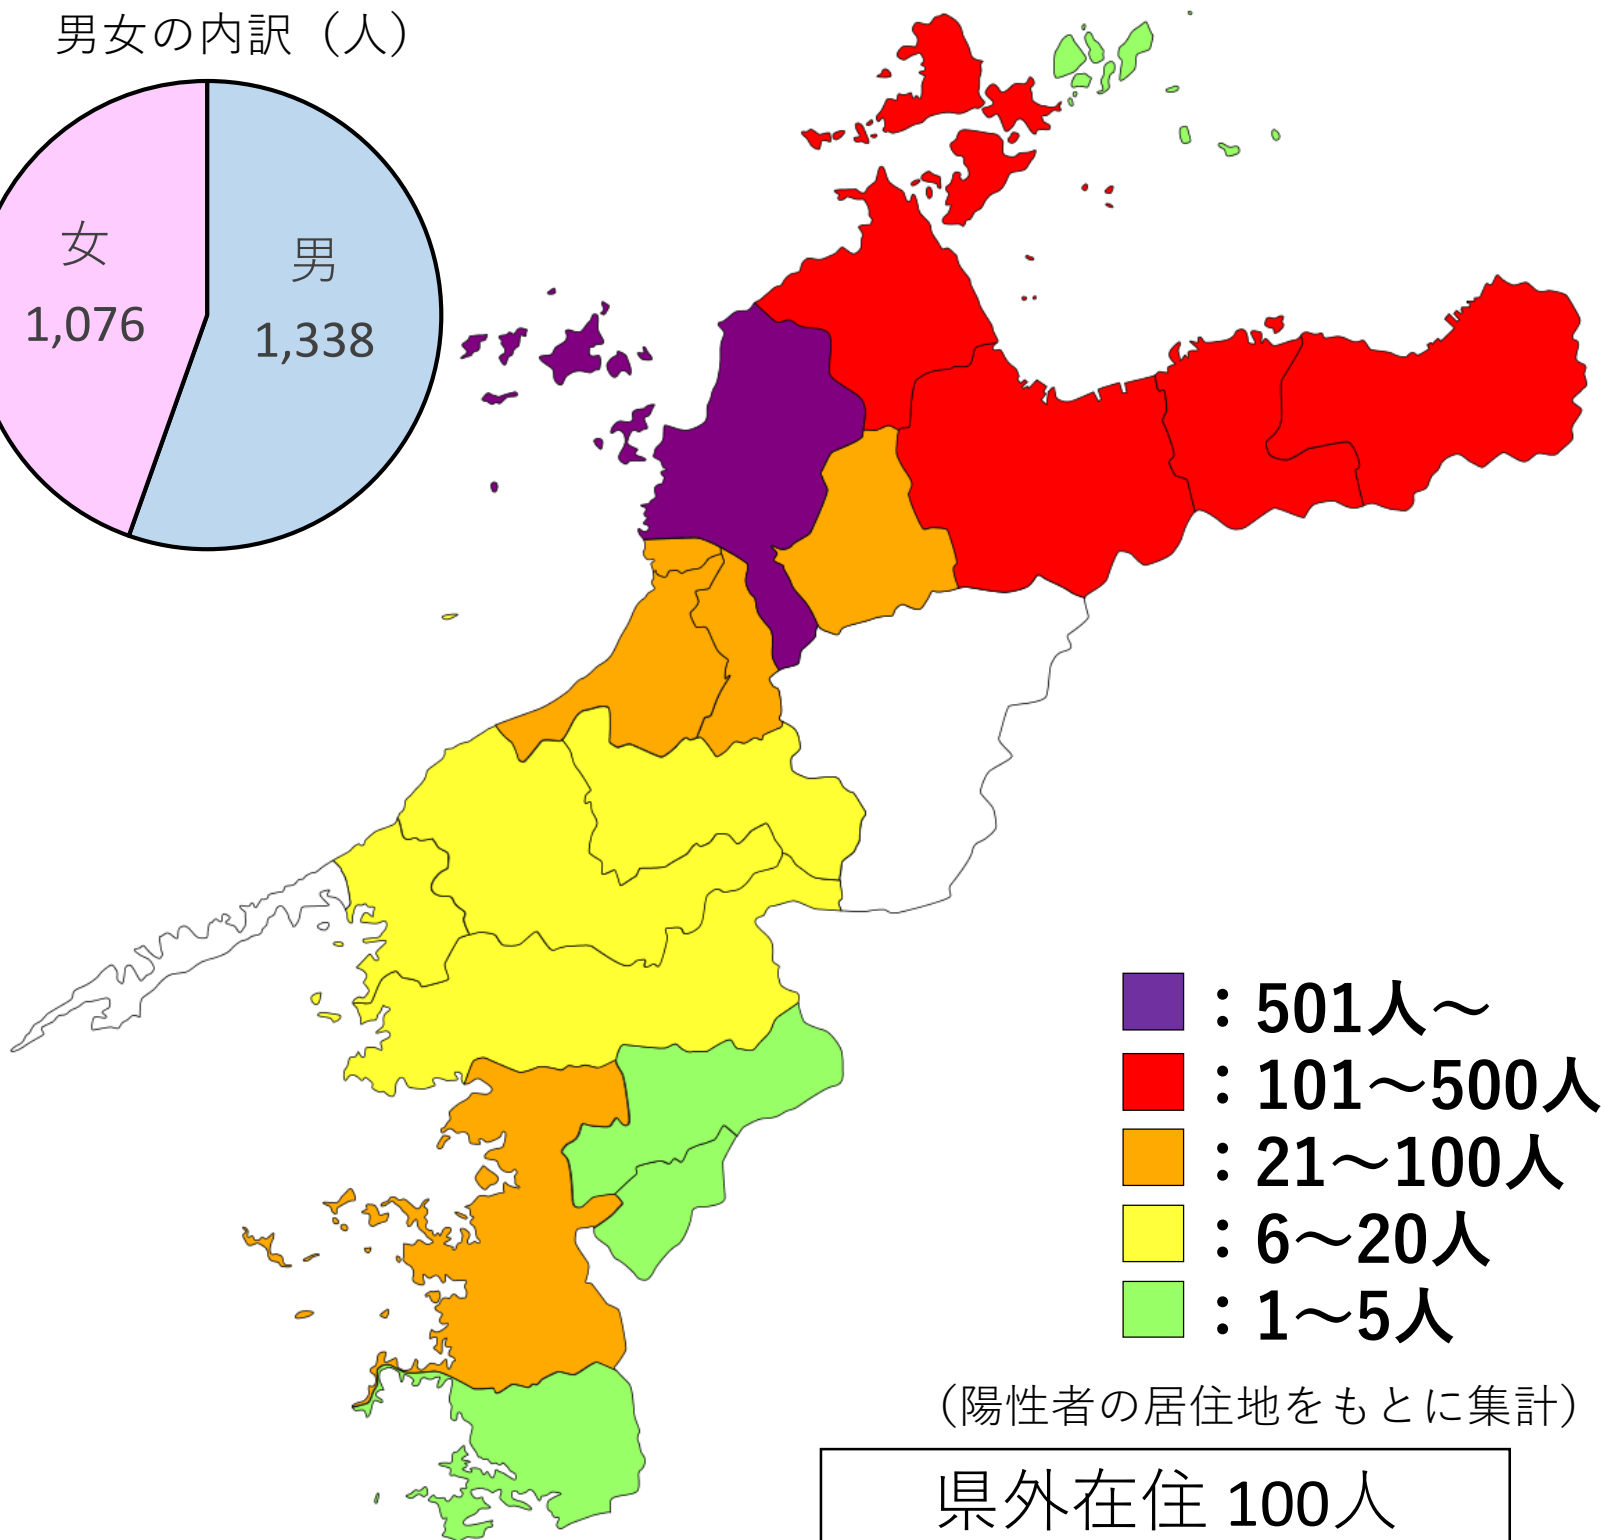 男女の内訳（人）
女
1,076
男
1,338
：501人～
：101～500人
：21～100人
：6～20人
：1～5人
（陽性者の居住地をもとに集計）
県外在住 100人